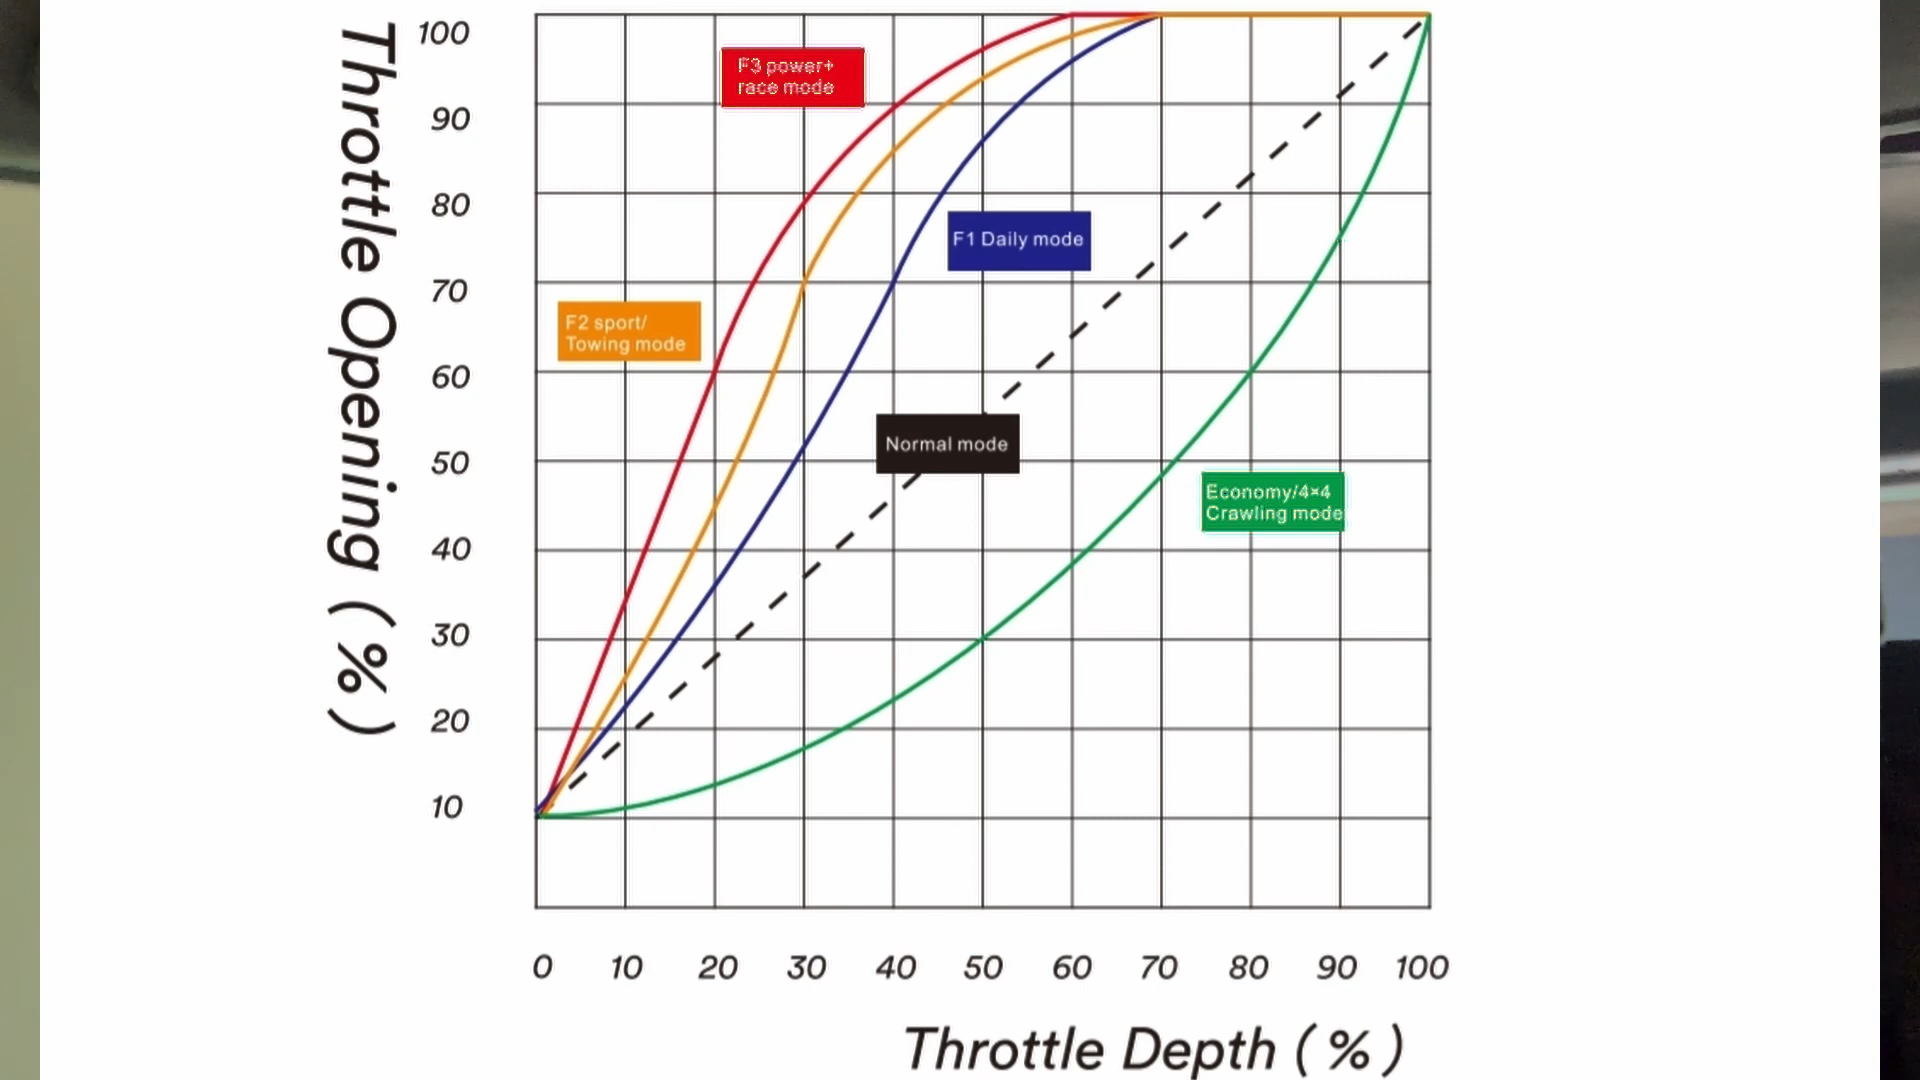 Throttle Opening (%)
100
90
80
70
60
50
40
30
20
10
F3 power+
race mode
F1 Daily mode
F2 sport/
Towing mode
Normal mode
Economy/4×4
Crawling mode
0 10 20 30 40 50 60 70 80 90 100
Throttle Depth (%)